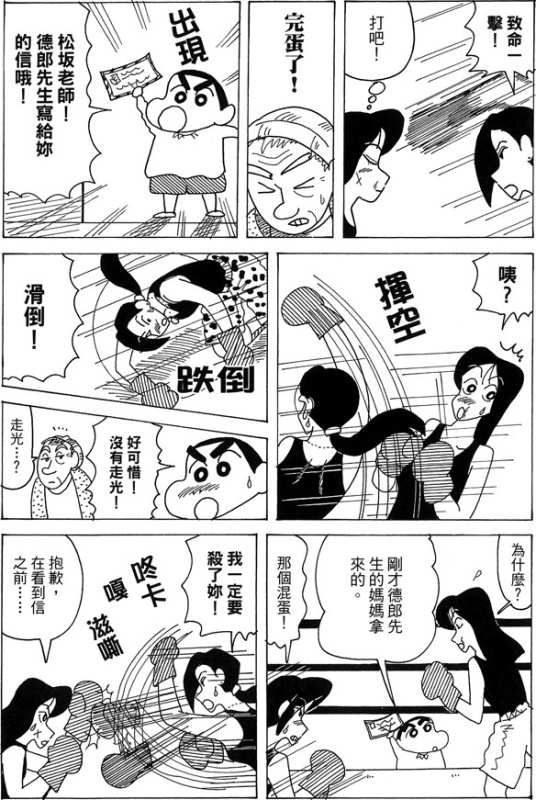 致命一
擊！
打吧！
完蛋了！
出現
松坂老師！
德郎先生寫給妳
的信哦！
咦？
揮空
滑倒！
跌倒
好可惜！
沒有走光！
走光…？
為什麼？
剛才德郎先
生的媽媽拿
來的。
那個混蛋！
我一定要
殺了妳！
咚卡
嘎
滋嘶
抱歉，
在看到信
之前……